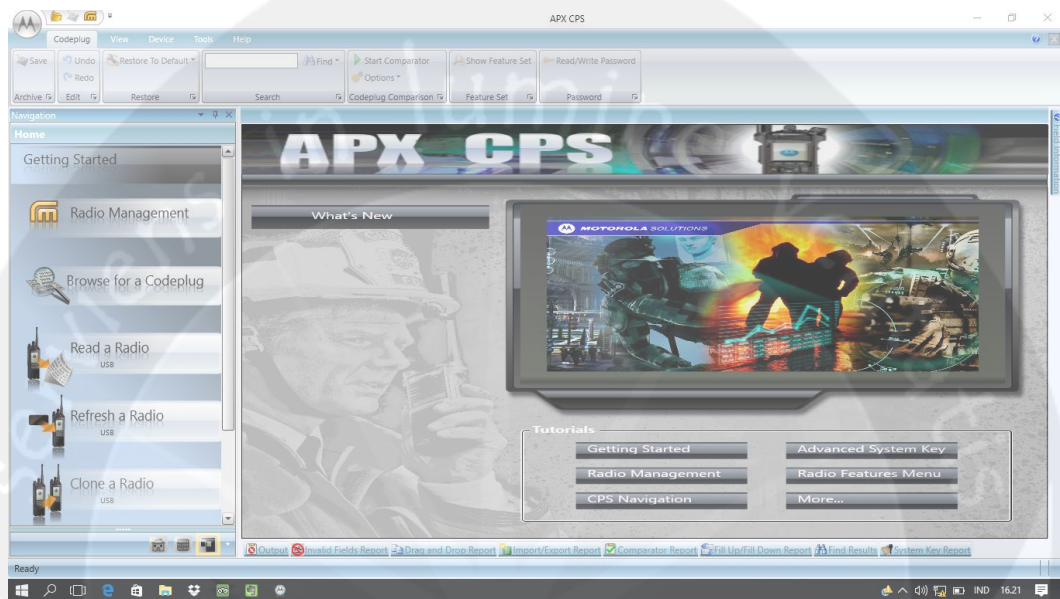 APX CPS
Codeplug View Device Tools Help
Save Undo Restore To Default Find Start Comparator Show Feature Set Read/Write Password
Redo Options
Archive Edit Restore Search Codeplug Comparison Feature Set Password
Navigation
Home
Getting Started
Radio Management
Browse for a Codeplug
Read a Radio
USB
Refresh a Radio
USB
Clone a Radio
USB
APX CPS
What's New
MOTOROLA SOLUTIONS
Tutorials
Getting Started Advanced System Key
Radio Management Radio Features Menu
CPS Navigation More...
Field Information
Output Invalid Fields Report Drag and Drop Report Import/Export Report Comparator Report Fill Up/Fill Down Report Find Results System Key Report
Ready
IND 16.21